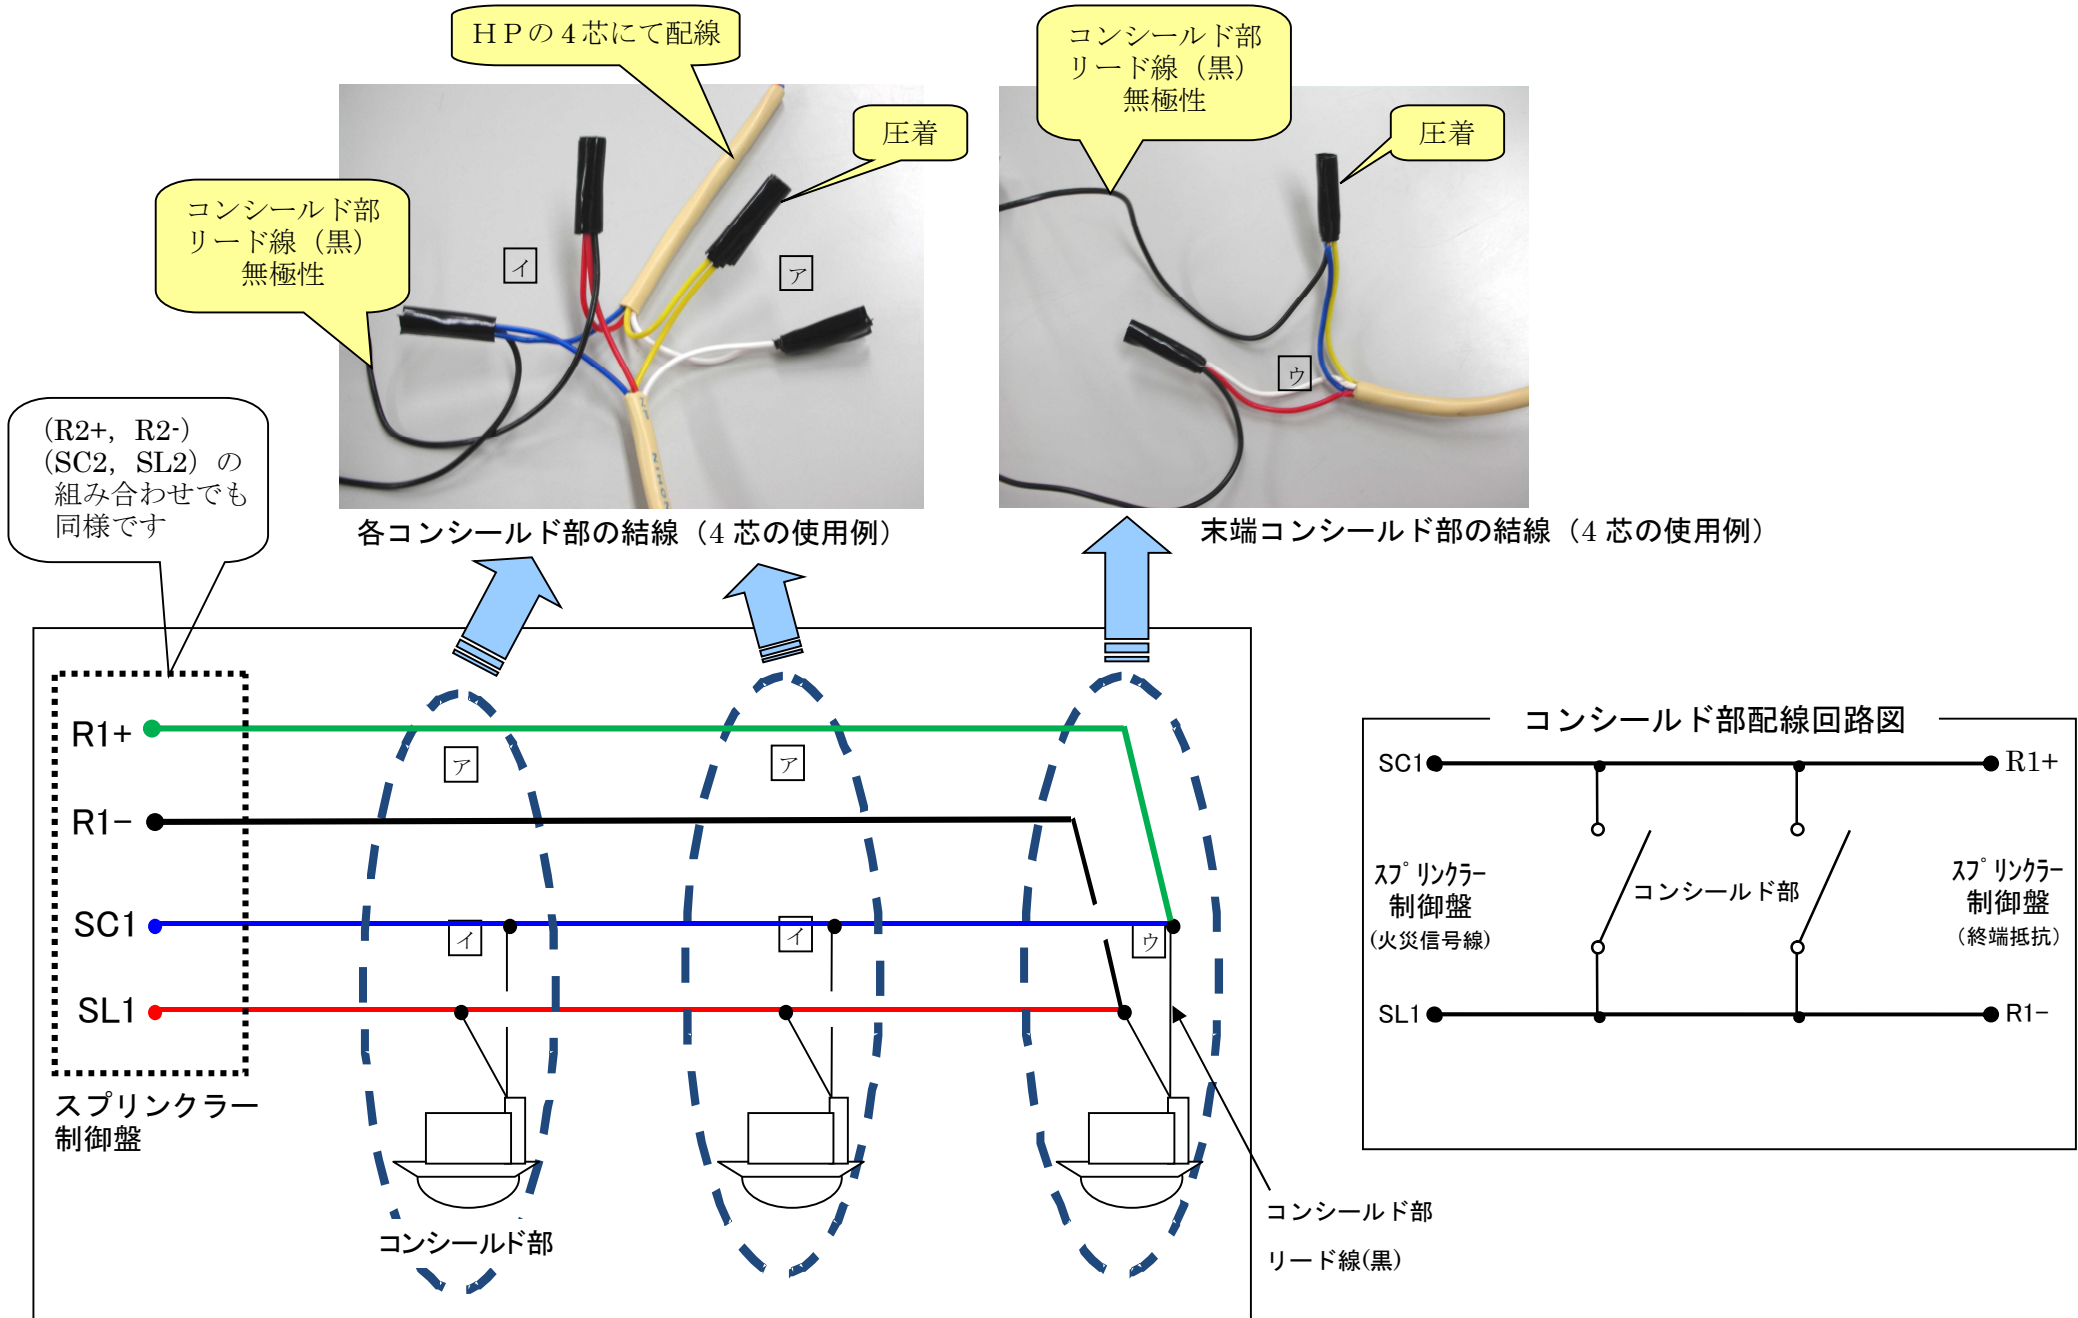 ＨＰの４芯にて配線
圧着
コンシールド部
リード線（黒）
無極性
イ
ア
コンシールド部
リード線（黒）
無極性
圧着
ウ
各コンシールド部の結線（4 芯の使用例）
末端コンシールド部の結線（4 芯の使用例）
（R2+, R2-）
（SC2, SL2）の
組み合わせでも
同様です
R1+
R1−
SC1
SL1
ア
ア
イ
イ
ウ
スプリンクラー
制御盤
コンシールド部
コンシールド部
リード線(黒)
コンシールド部配線回路図
SC1
R1+
ｽﾌﾟﾘﾝｸﾗｰ
制御盤
(火災信号線)
コンシールド部
ｽﾌﾟﾘﾝｸﾗｰ
制御盤
（終端抵抗）
SL1
R1−